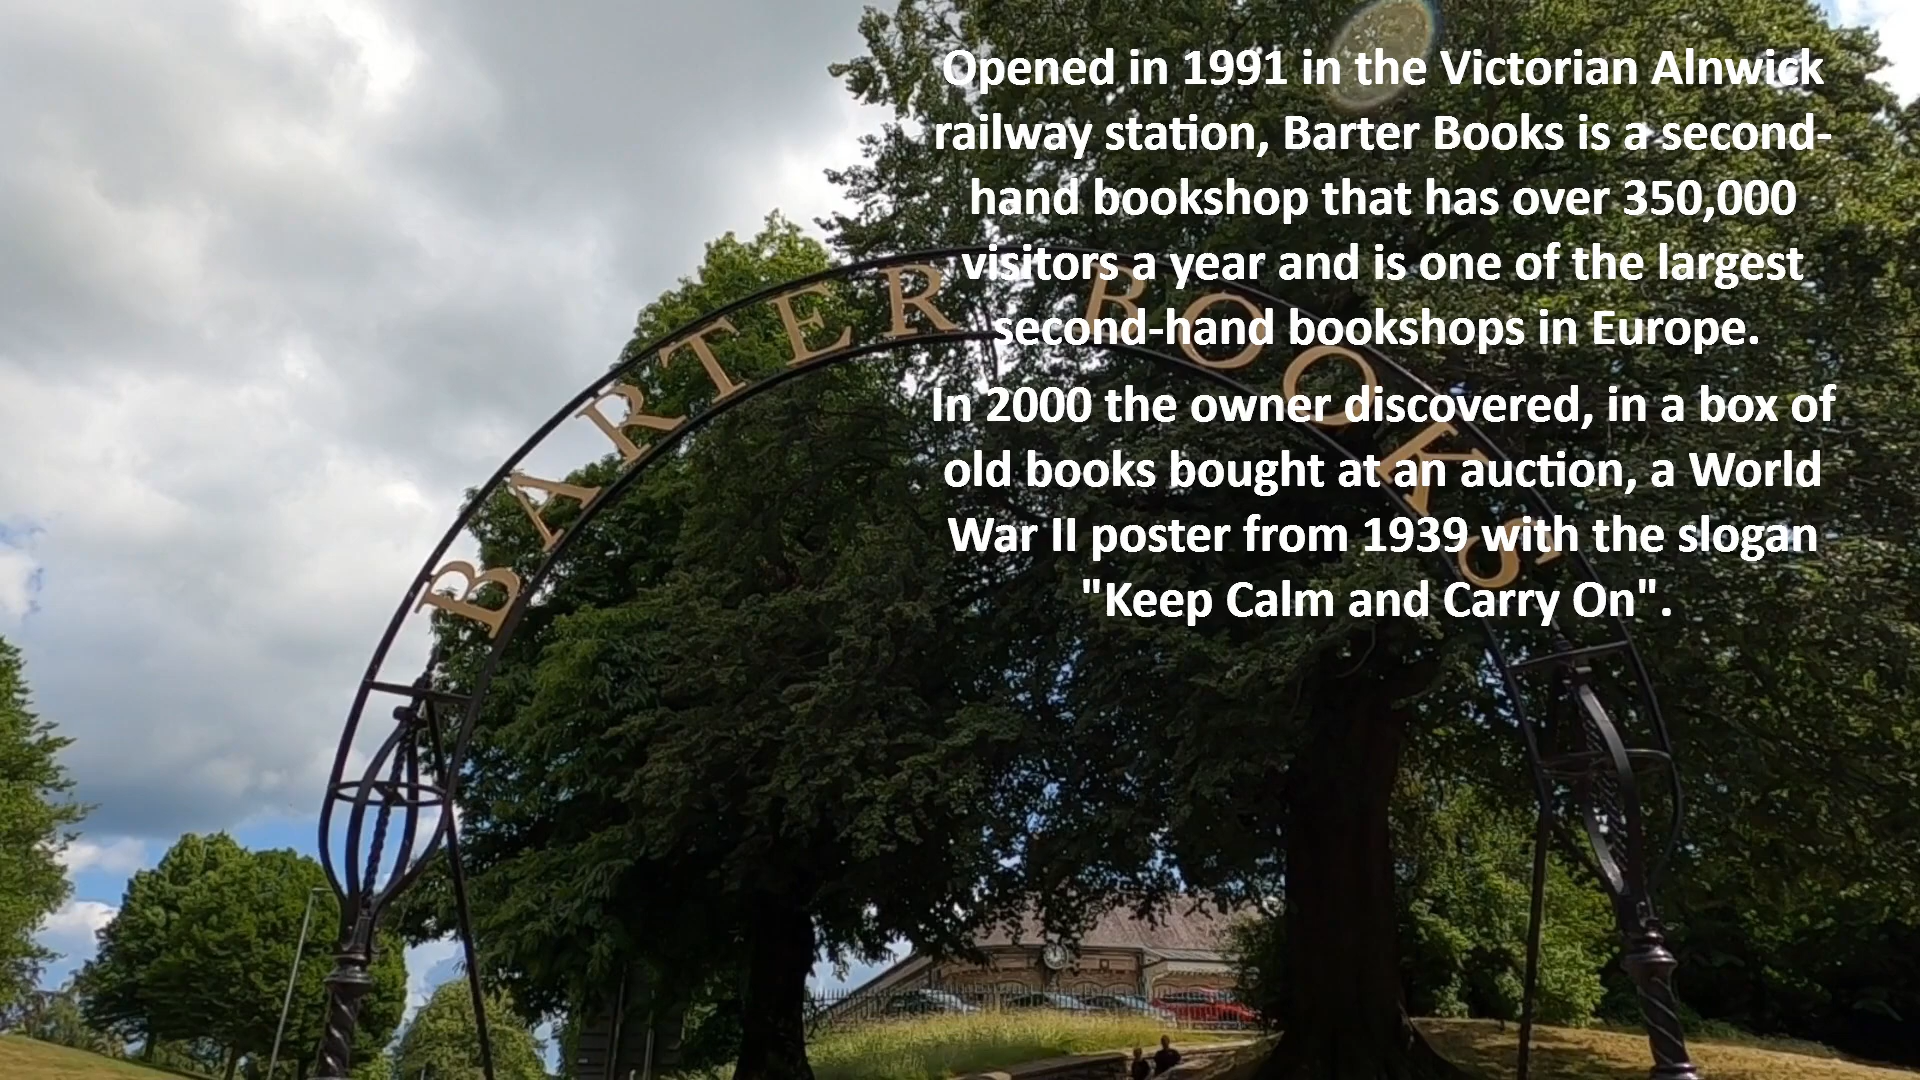 Opened in 1991 in the Victorian Alnwick
railway station, Barter Books is a second-
hand bookshop that has over 350,000
visitors a year and is one of the largest
second-hand bookshops in Europe.
In 2000 the owner discovered, in a box of
old books bought at an auction, a World
War II poster from 1939 with the slogan
"Keep Calm and Carry On".
BARTER BOOKS